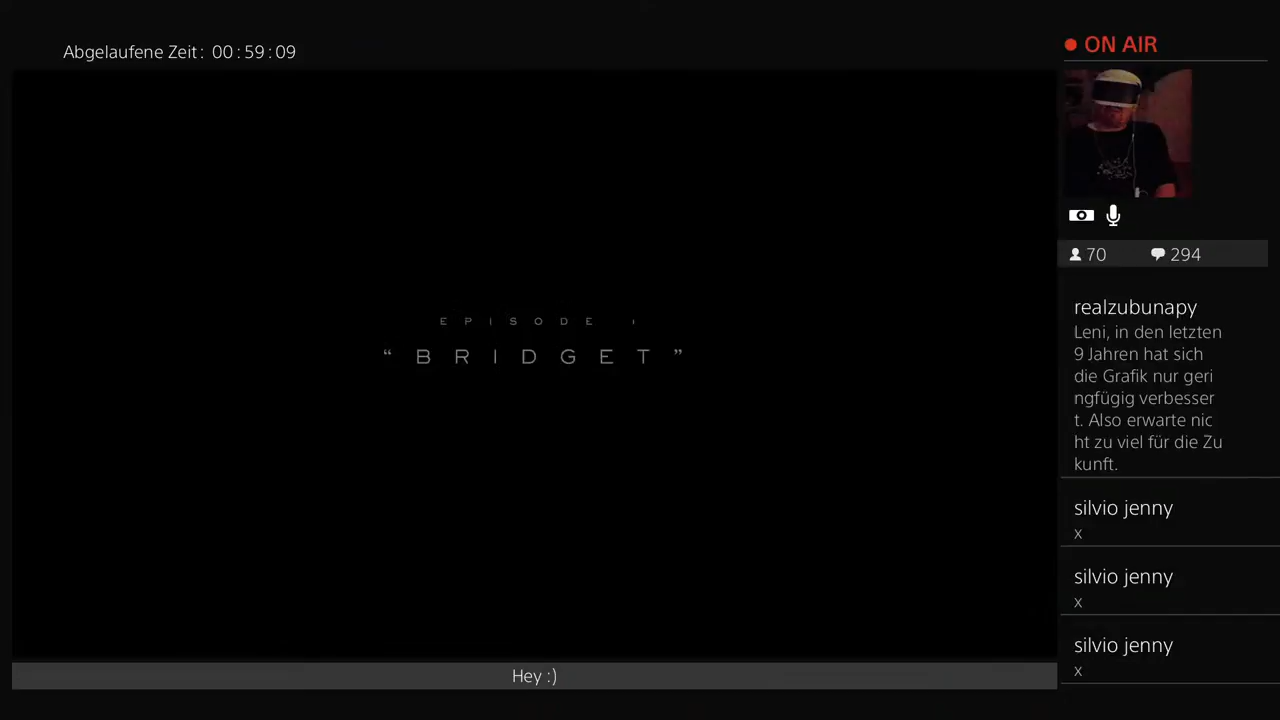 Abgelaufene Zeit: 00:59:09
ON AIR
70 294
EPISODE 1
“BRIDGET”
realzubunapy
Leni, in den letzten
9 Jahren hat sich
die Grafik nur geri
ngfügig verbesser
t. Also erwarte nic
ht zu viel für die Zu
kunft.
silvio jenny
x
silvio jenny
x
silvio jenny
x
Hey :)